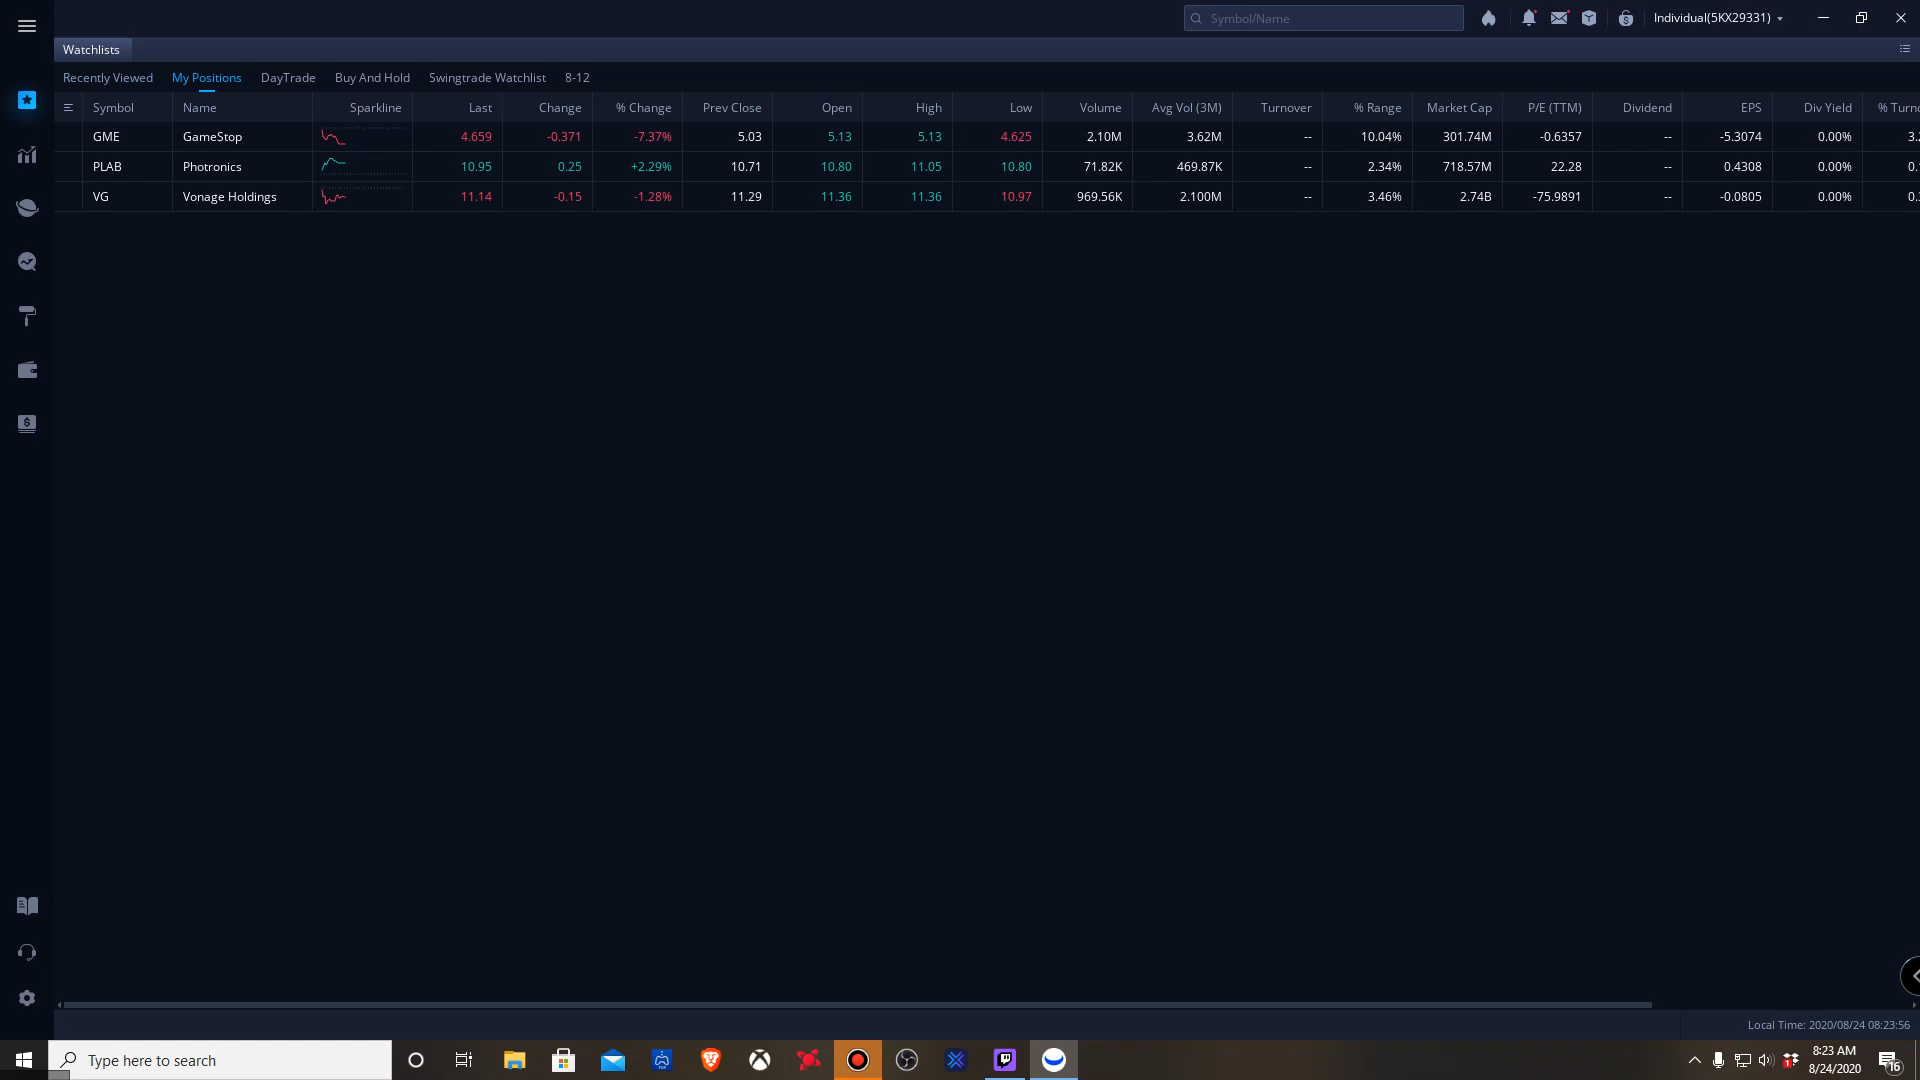 Symbol/Name
Individual(5KX29331)
Watchlists
Recently Viewed My Positions DayTrade Buy And Hold Swingtrade Watchlist 8-12
Symbol Name Sparkline Last Change % Change Prev Close Open High Low Volume Avg Vol (3M) Turnover % Range Market Cap P/E (TTM) Dividend EPS Div Yield
GME GameStop 4.659 -0.371 -7.37% 5.03 5.13 5.13 4.625 2.10M 3.62M -- 10.04% 301.74M -0.6357 -- -5.3074 0.00%
PLAB Photronics 10.95 0.25 +2.29% 10.71 10.80 11.05 10.80 71.82K 469.87K -- 2.34% 718.57M 22.28 -- 0.4308 0.00%
VG Vonage Holdings 11.14 -0.15 -1.28% 11.29 11.36 11.36 10.97 969.56K 2.100M -- 3.46% 2.74B -75.9891 -- -0.0805 0.00%
Local Time: 2020/08/24 08:23:56
Type here to search
8:23 AM
8/24/2020
16